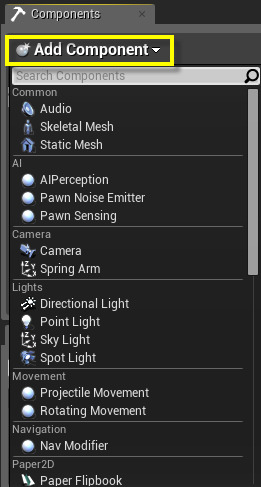 Components
Add Component
Search Components
Common
Audio
Skeletal Mesh
Static Mesh
AI
AIPerception
Pawn Noise Emitter
Pawn Sensing
Camera
Camera
Spring Arm
Lights
Directional Light
Point Light
Sky Light
Spot Light
Movement
Projectile Movement
Rotating Movement
Navigation
Nav Modifier
Paper2D
Paper Flipbook